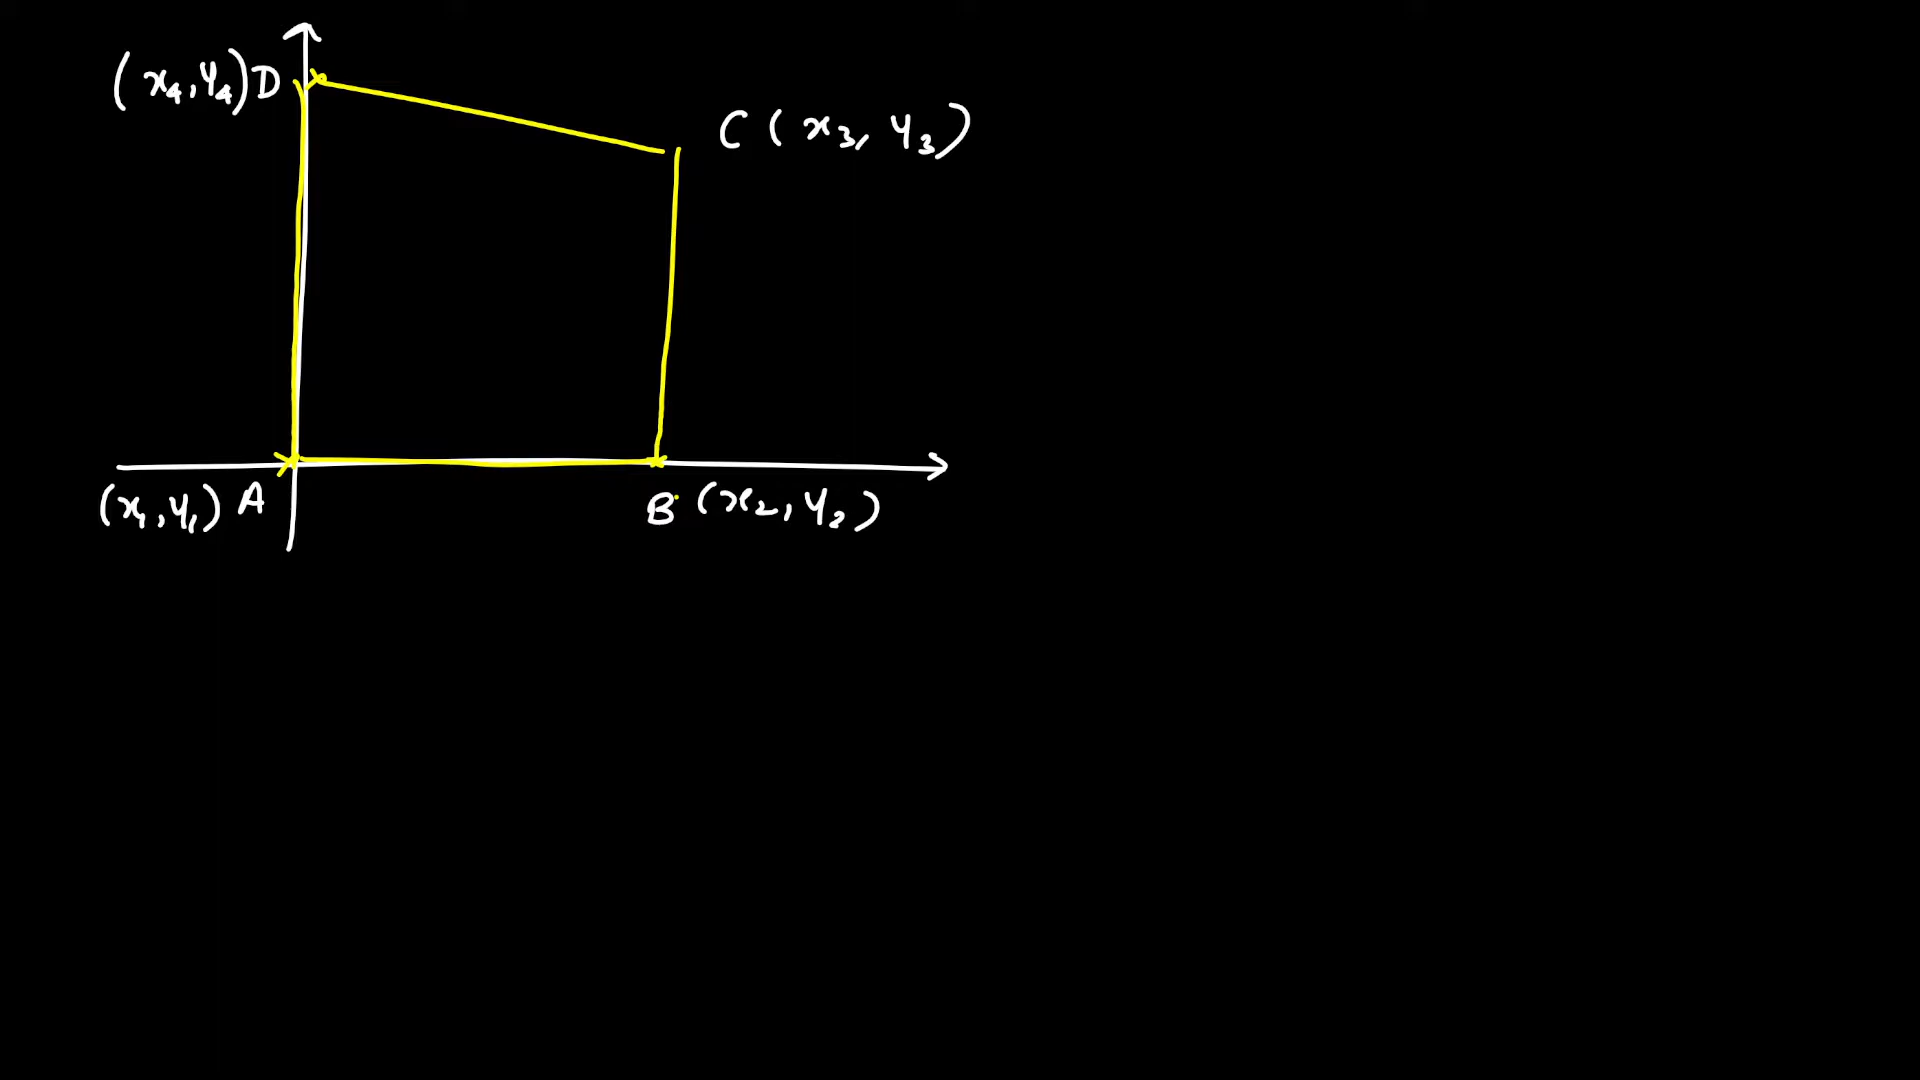 (x₄, y₄) D
C (x₃, y₃)
(x₁, y₁) A
B (x₂, y₂)